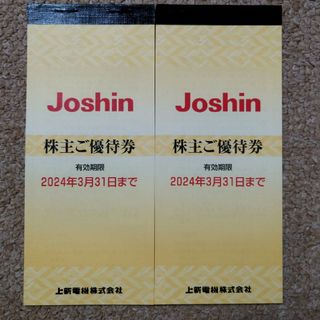 Joshin
株主ご優待券
有効期限
2024年3月31日まで
上新電機株式会社
Joshin
株主ご優待券
有効期限
2024年3月31日まで
上新電機株式会社